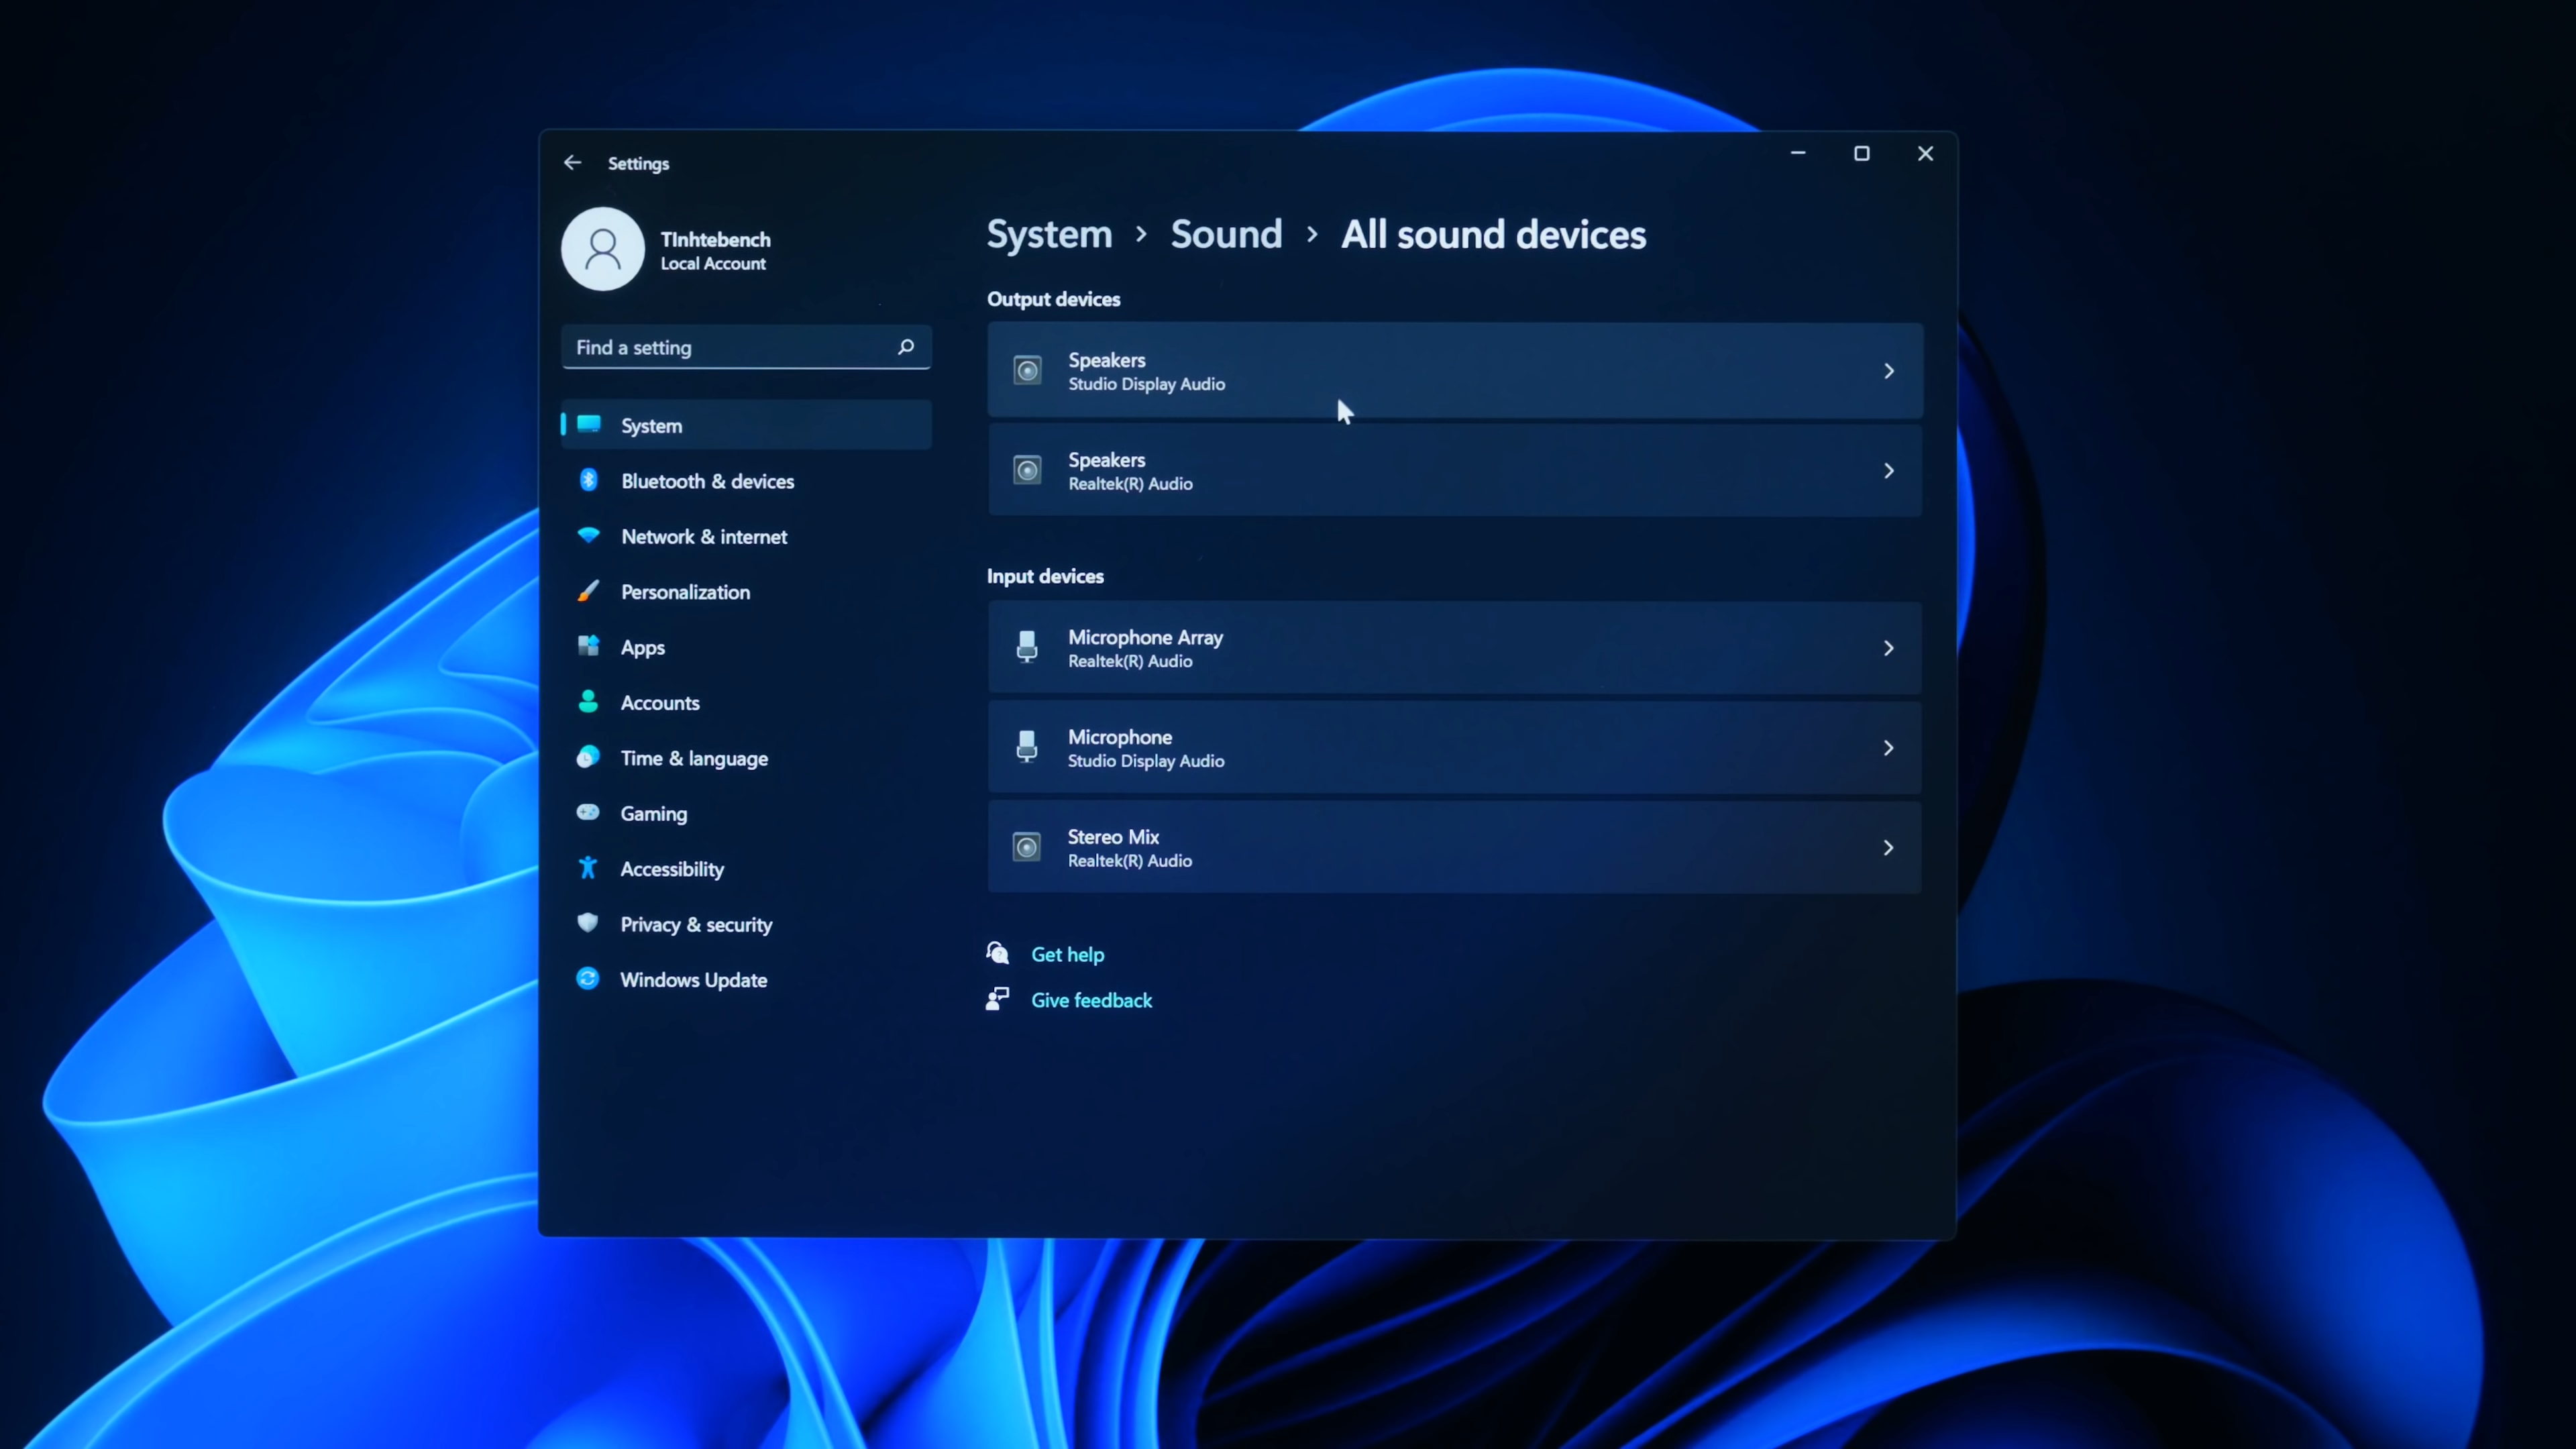 Settings
TInhtebench
Local Account
Find a setting
System
Bluetooth & devices
Network & internet
Personalization
Apps
Accounts
Time & language
Gaming
Accessibility
Privacy & security
Windows Update
System > Sound > All sound devices
Output devices
Speakers
Studio Display Audio
Speakers
Realtek(R) Audio
Input devices
Microphone Array
Realtek(R) Audio
Microphone
Studio Display Audio
Stereo Mix
Realtek(R) Audio
Get help
Give feedback